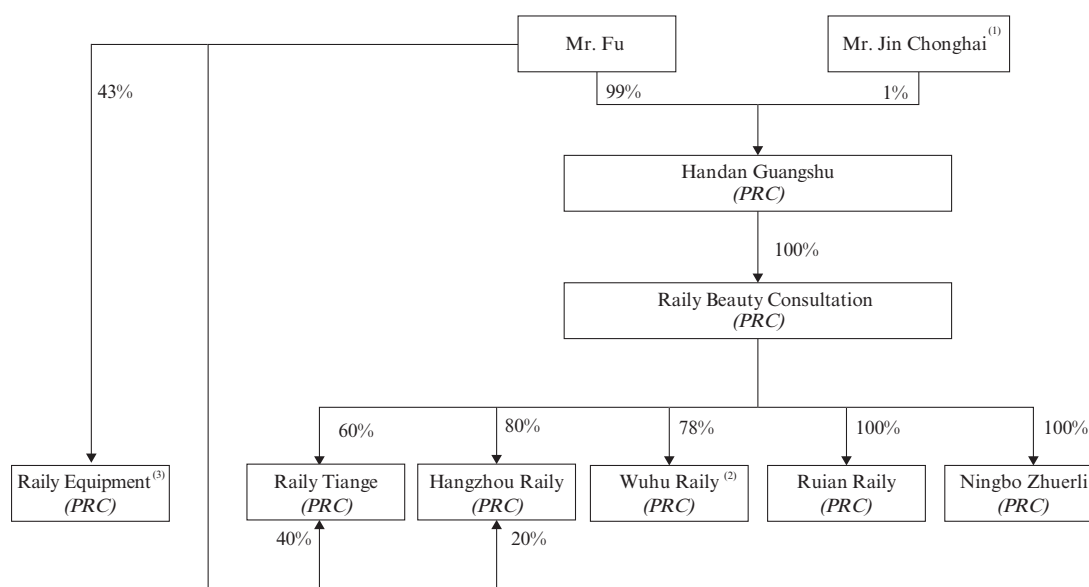 Mr. Fu
Mr. Jin Chonghai(1)
43%
99%
1%
Handan Guangshu
(PRC)
100%
Raily Beauty Consultation
(PRC)
60%
80%
78%
100%
100%
Raily Equipment(3)
(PRC)
Raily Tiange
(PRC)
Hangzhou Raily
(PRC)
Wuhu Raily (2)
(PRC)
Ruian Raily
(PRC)
Ningbo Zhuerli
(PRC)
40%
20%